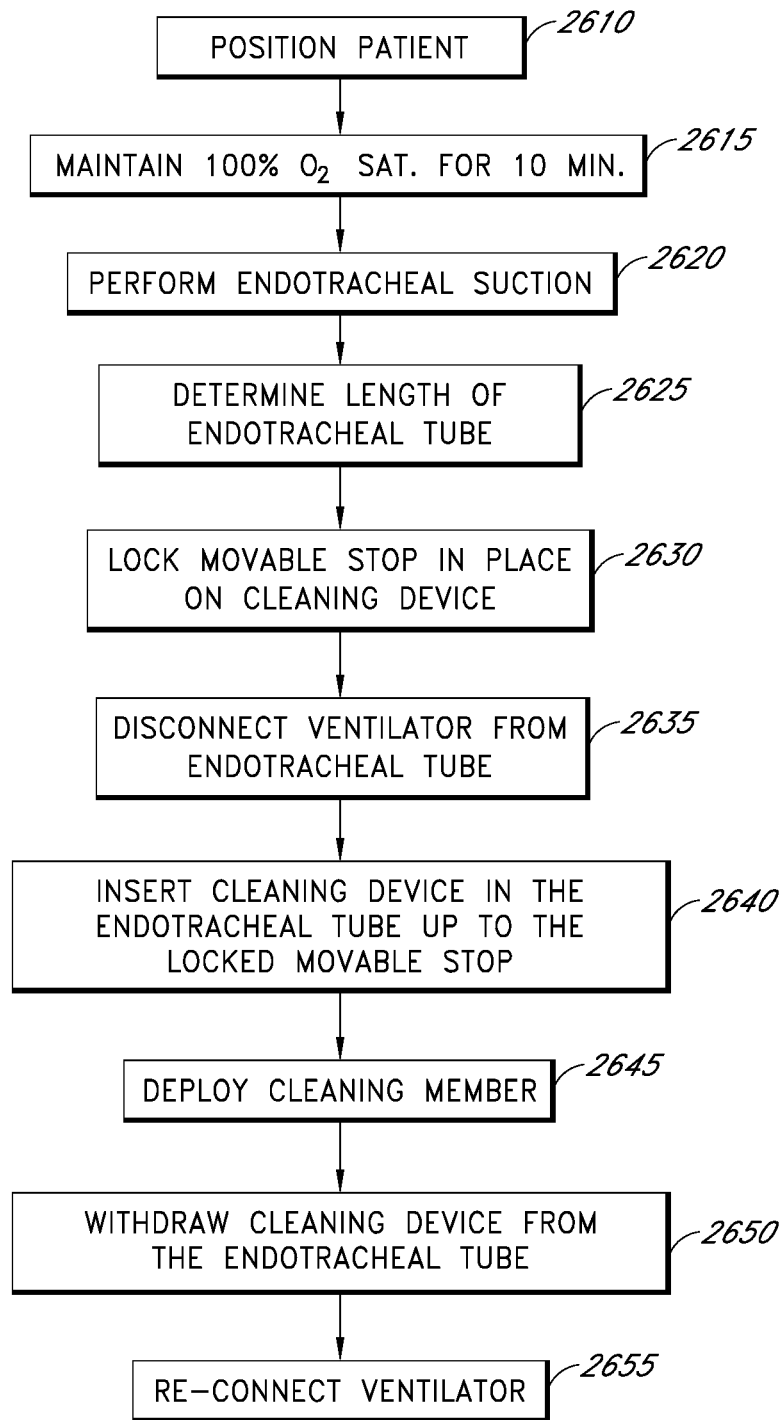 POSITION PATIENT
2610
MAINTAIN 100% O₂ SAT. FOR 10 MIN.
2615
PERFORM ENDOTRACHEAL SUCTION
2620
DETERMINE LENGTH OF
ENDOTRACHEAL TUBE
2625
LOCK MOVABLE STOP IN PLACE
ON CLEANING DEVICE
2630
DISCONNECT VENTILATOR FROM
ENDOTRACHEAL TUBE
2635
INSERT CLEANING DEVICE IN THE
ENDOTRACHEAL TUBE UP TO THE
LOCKED MOVABLE STOP
2640
DEPLOY CLEANING MEMBER
2645
WITHDRAW CLEANING DEVICE FROM
THE ENDOTRACHEAL TUBE
2650
RE-CONNECT VENTILATOR
2655